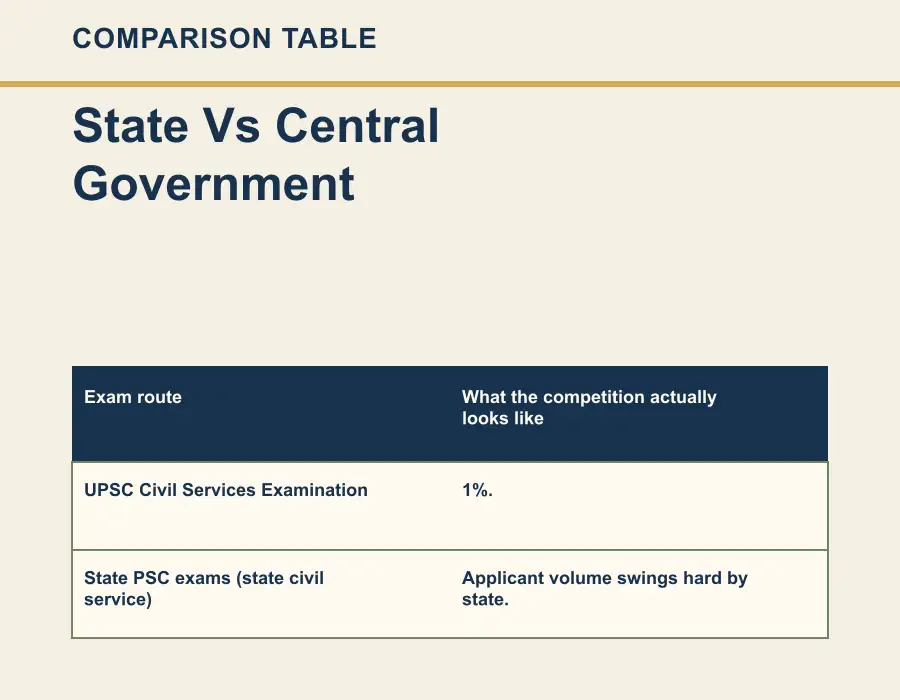 COMPARISON TABLE
State Vs Central
Government
Exam route
What the competition actually
looks like
UPSC Civil Services Examination
1%.
State PSC exams (state civil
service)
Applicant volume swings hard by
state.